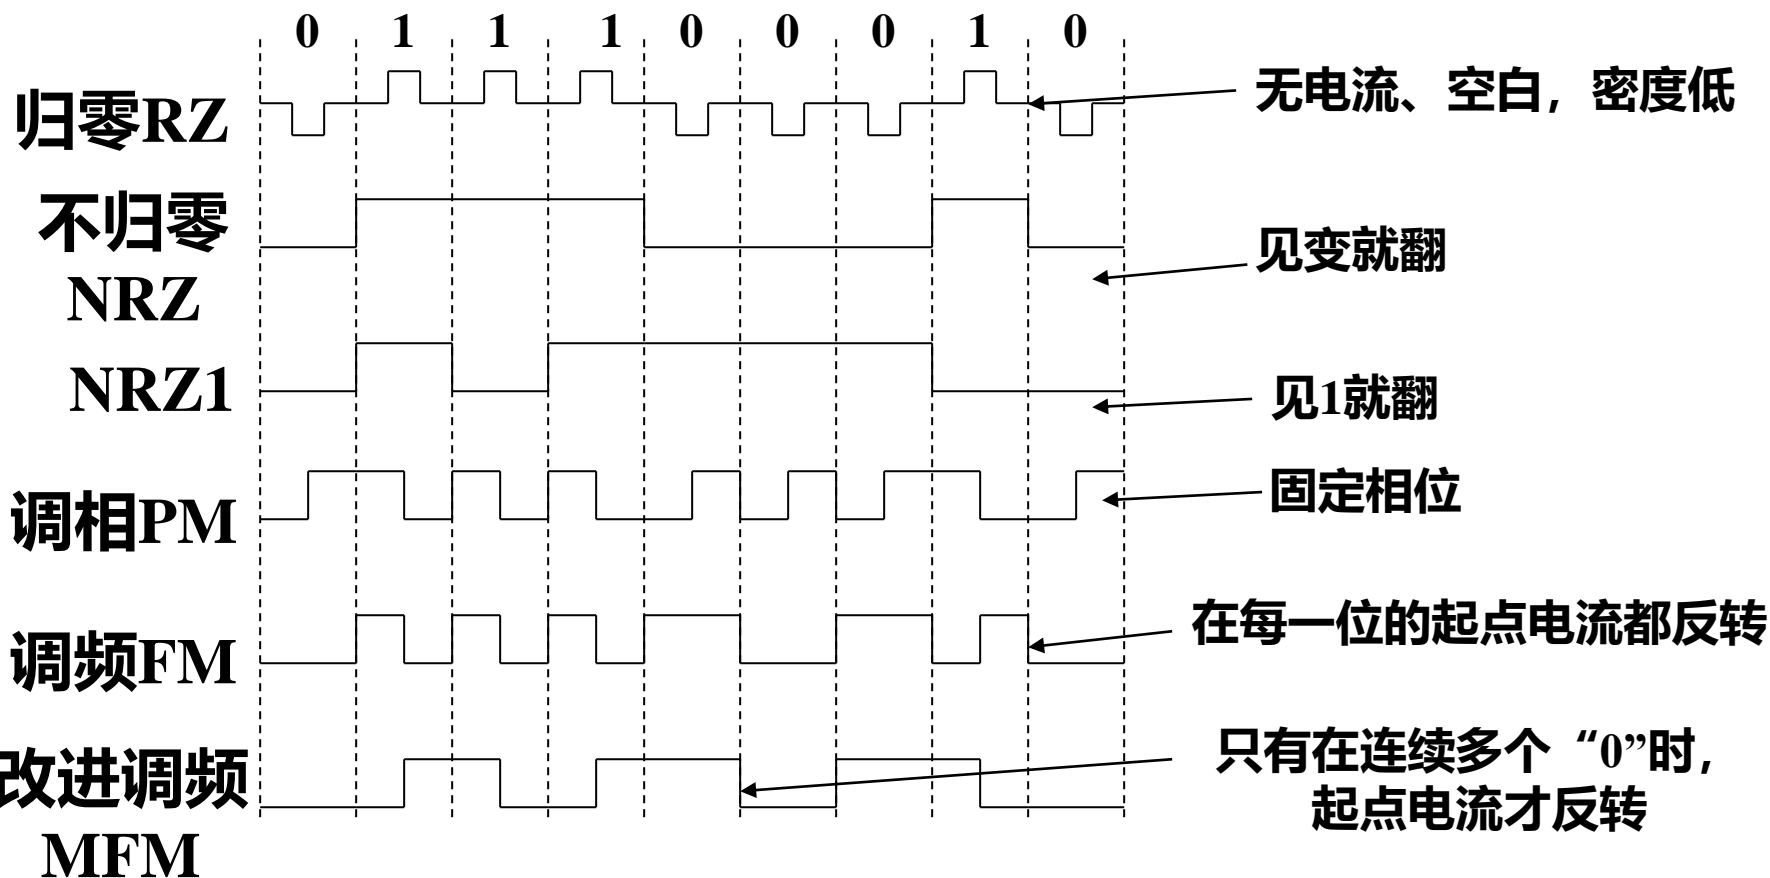 0 1 1 1 0 0 0 1 0
归零RZ
无电流、空白，密度低
不归零
NRZ
见变就翻
NRZ1
见1就翻
调相PM
固定相位
调频FM
在每一位的起点电流都反转
改进调频
MFM
只有在连续多个“0”时，
起点电流才反转